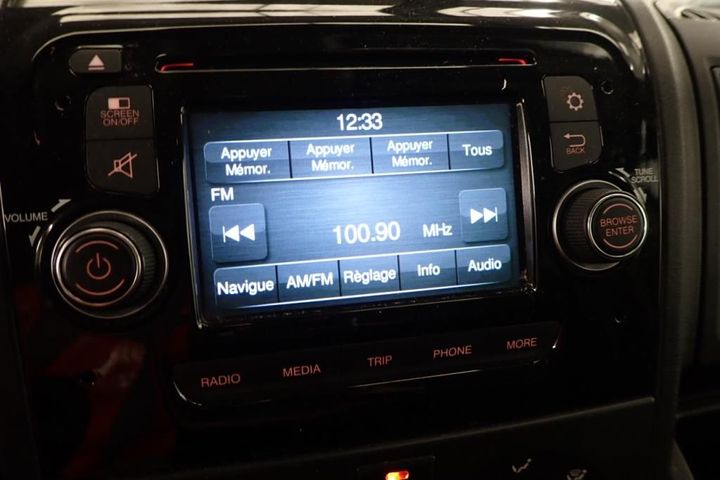 12:33
SCREEN ON/OFF
Appuyer Mémor. Appuyer Mémor. Appuyer Mémor. Tous
BACK
FM
TUNE SCROLL
VOLUME
100.90 MHz
BROWSE ENTER
Navigue AM/FM Règlage Info Audio
RADIO MEDIA TRIP PHONE MORE